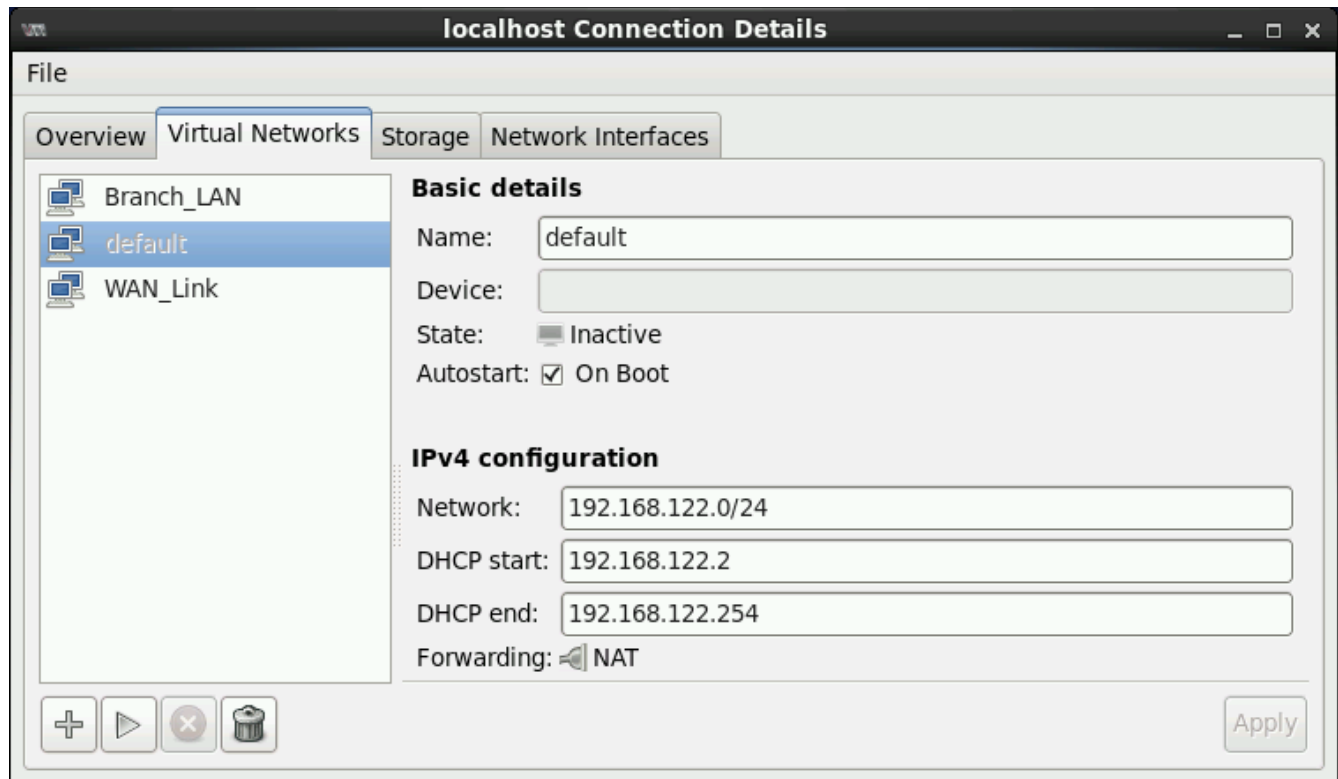 localhost Connection Details
File
Overview Virtual Networks Storage Network Interfaces
Branch_LAN
default
WAN_Link
Basic details
Name: default
Device:
State: Inactive
Autostart: On Boot
IPv4 configuration
Network: 192.168.122.0/24
DHCP start: 192.168.122.2
DHCP end: 192.168.122.254
Forwarding: NAT
Apply